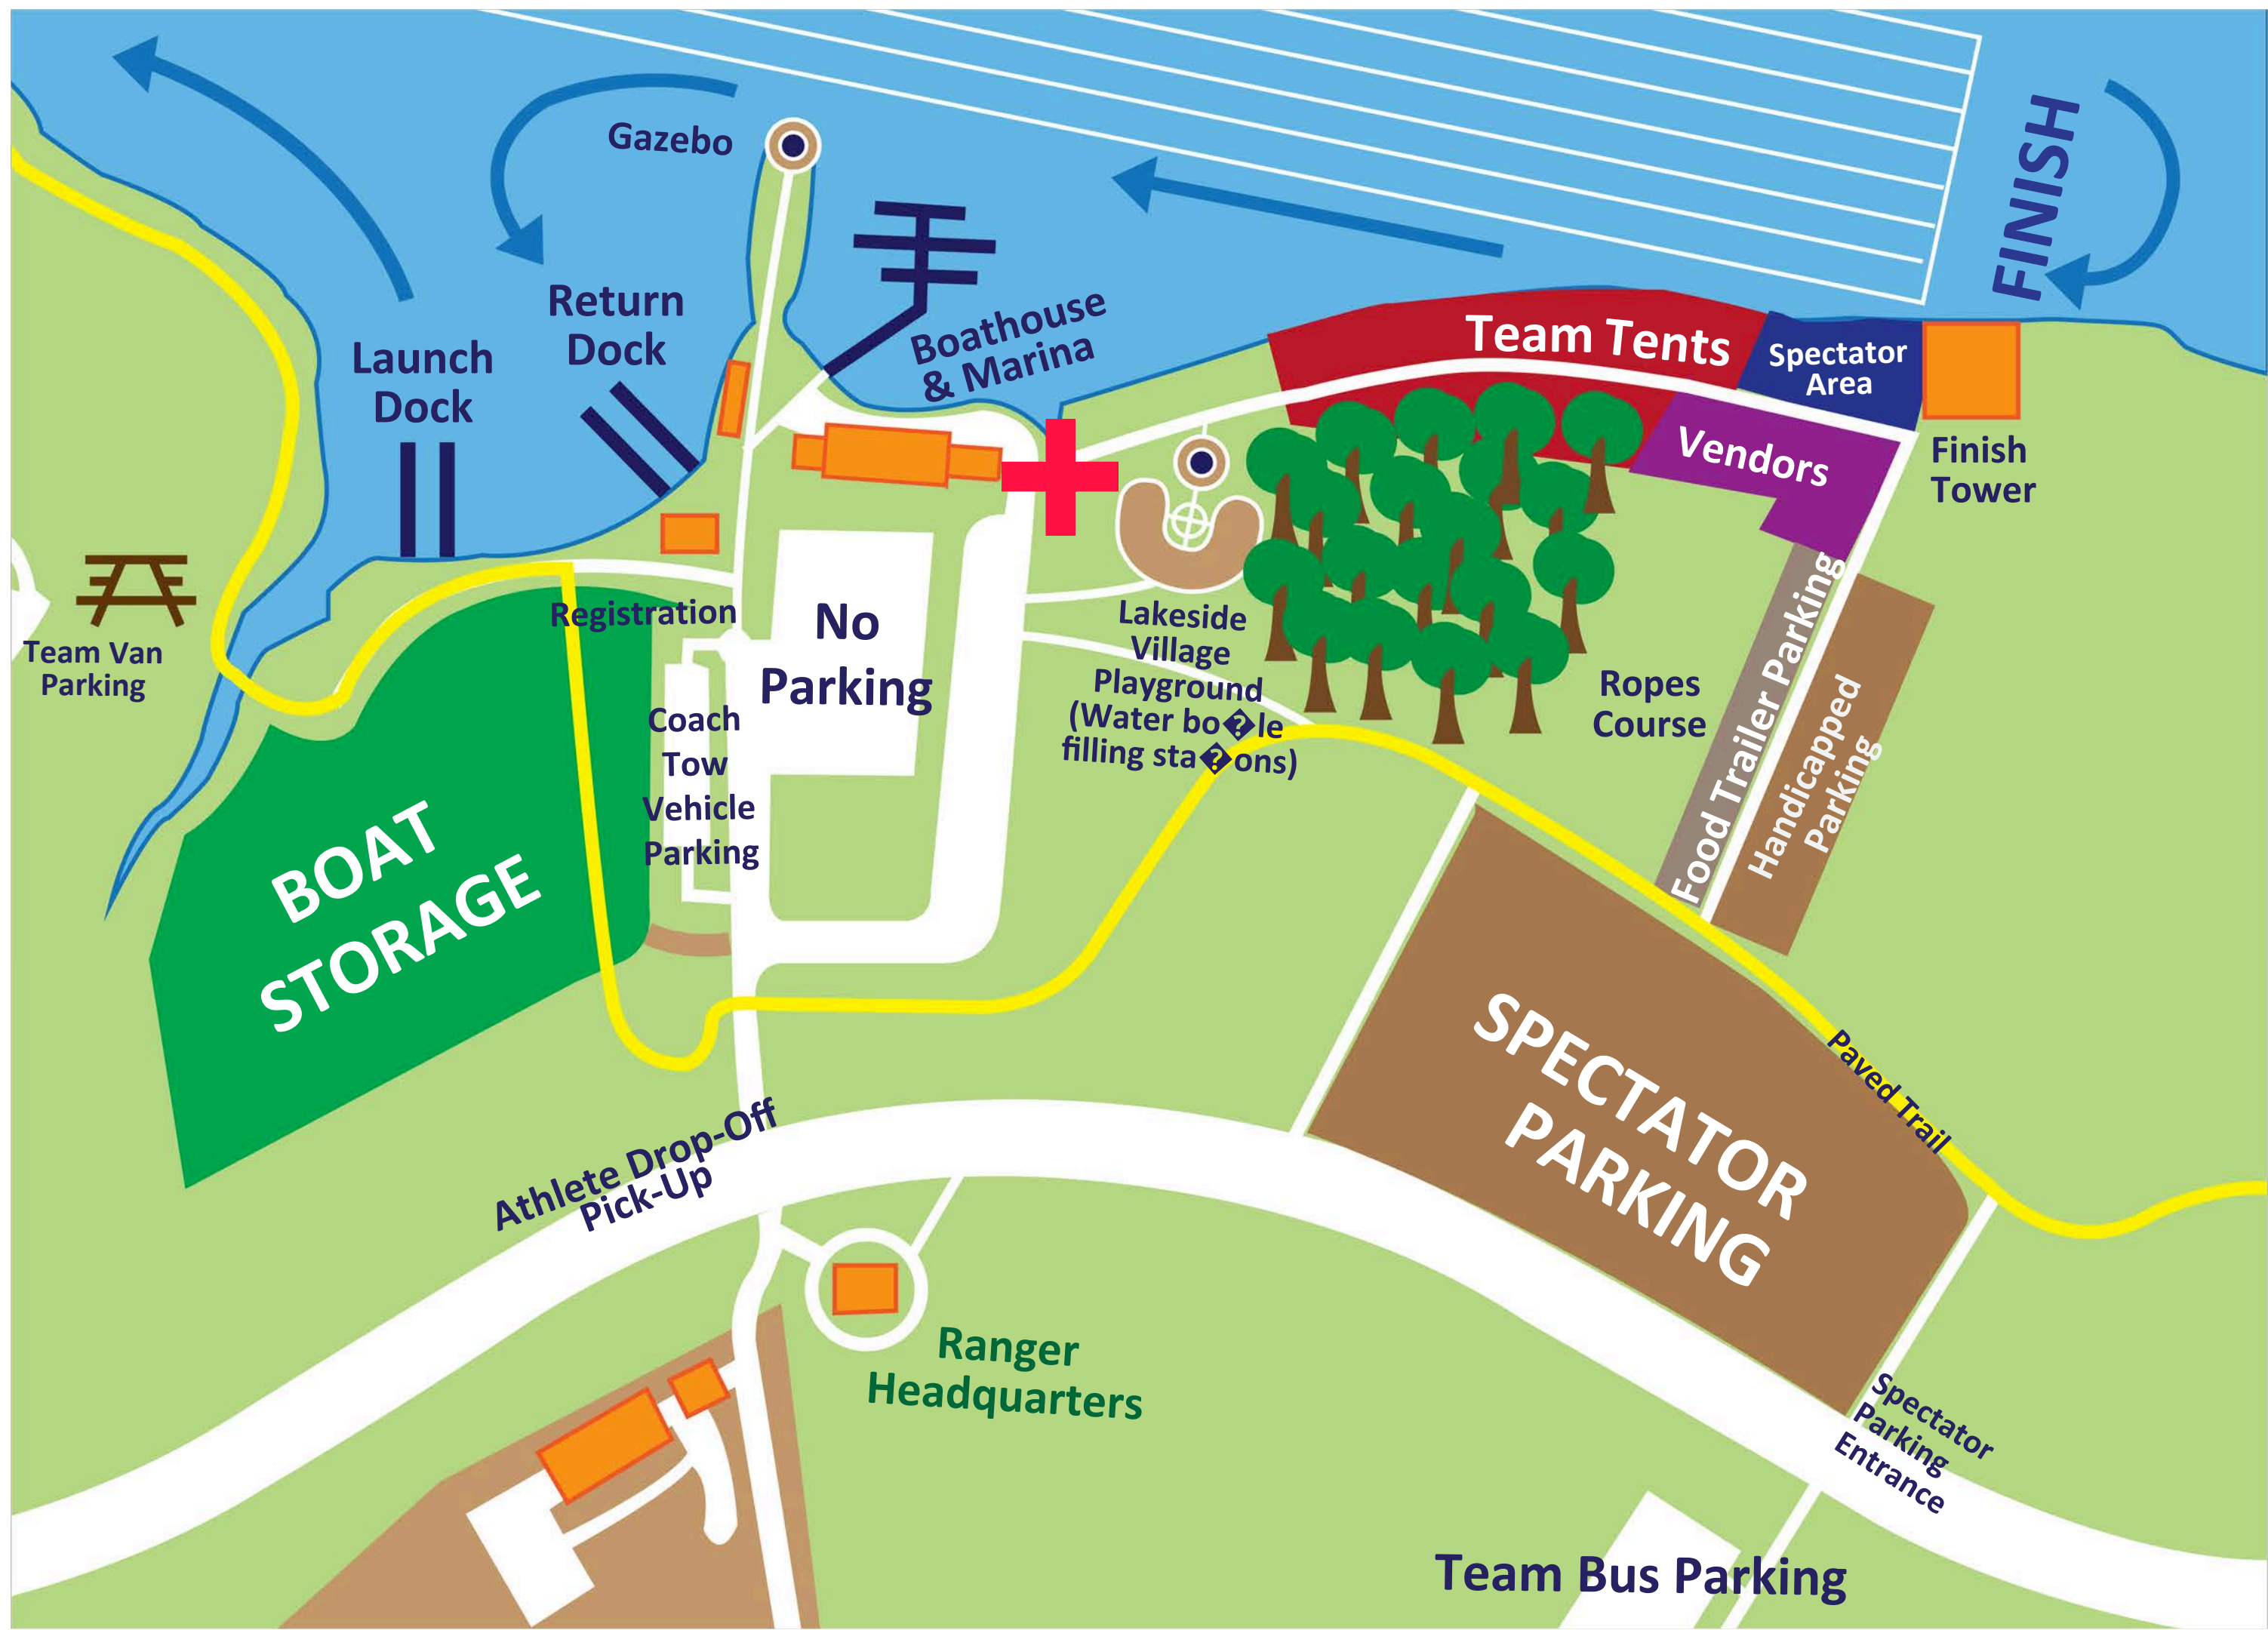 Gazebo
FINISH
Return
Dock
Launch
Dock
Boathouse
& Marina
Team Tents
Spectator
Area
Vendors
Finish
Tower
Team Van
Parking
Registration
No
Parking
Lakeside
Village
Playground
(Water bo�le
filling sta�ons)
Coach
Tow
Vehicle
Parking
Ropes
Course
Food Trailer Parking
Handicapped
Parking
BOAT
STORAGE
SPECTATOR
PARKING
Paved Trail
Athlete Drop-Off
Pick-Up
Ranger
Headquarters
Spectator
Parking
Entrance
Team Bus Parking